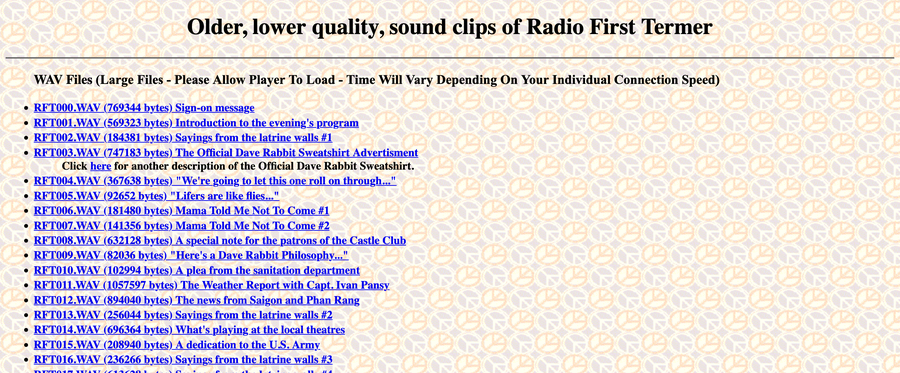 Older, lower quality, sound clips of Radio First Termer
WAV Files (Large Files - Please Allow Player To Load - Time Will Vary Depending On Your Individual Connection Speed)
RFT000.WAV (769344 bytes) Sign-on message
RFT001.WAV (569323 bytes) Introduction to the evening's program
RFT002.WAV (184381 bytes) Sayings from the latrine walls #1
RFT003.WAV (747183 bytes) The Official Dave Rabbit Sweatshirt Advertisment
Click here for another description of the Official Dave Rabbit Sweatshirt.
RFT004.WAV (367638 bytes) "We're going to let this one roll on through..."
RFT005.WAV (92652 bytes) "Lifers are like flies..."
RFT006.WAV (181480 bytes) Mama Told Me Not To Come #1
RFT007.WAV (141356 bytes) Mama Told Me Not To Come #2
RFT008.WAV (632128 bytes) A special note for the patrons of the Castle Club
RFT009.WAV (82036 bytes) "Here's a Dave Rabbit Philosophy..."
RFT010.WAV (102994 bytes) A plea from the sanitation department
RFT011.WAV (1057597 bytes) The Weather Report with Capt. Ivan Pansy
RFT012.WAV (894040 bytes) The news from Saigon and Phan Rang
RFT013.WAV (256044 bytes) Sayings from the latrine walls #2
RFT014.WAV (696364 bytes) What's playing at the local theatres
RFT015.WAV (208940 bytes) A dedication to the U.S. Army
RFT016.WAV (236266 bytes) Sayings from the latrine walls #3